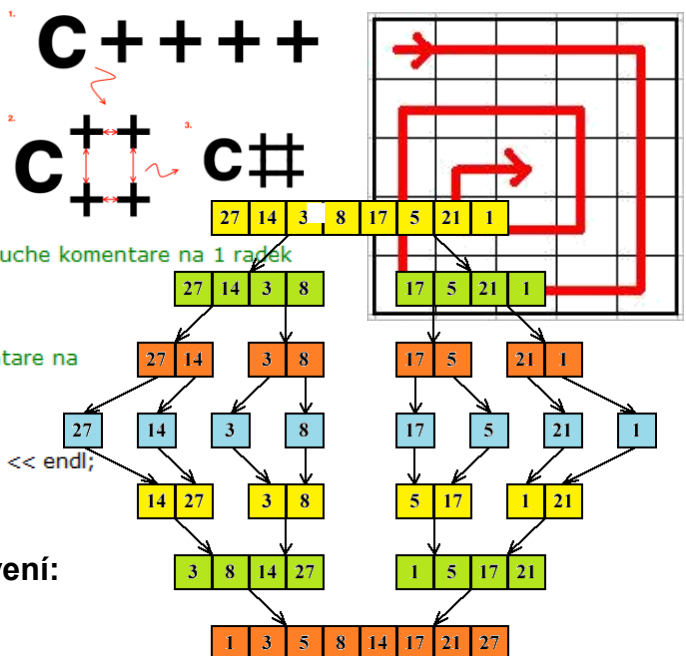 1.
C++++
2.
C++
++
3.
C#
27 14 3 8 17 5 21 1
uche komentare na 1 radek
27 14 3 8 17 5 21 1
ntare na
27 14 3 8 17 5 21 1
27 14 3 8 17 5 21 1
<< endl;
14 27 3 8 5 17 1 21
vení:
3 8 14 27 1 5 17 21
1 3 5 8 14 17 21 27